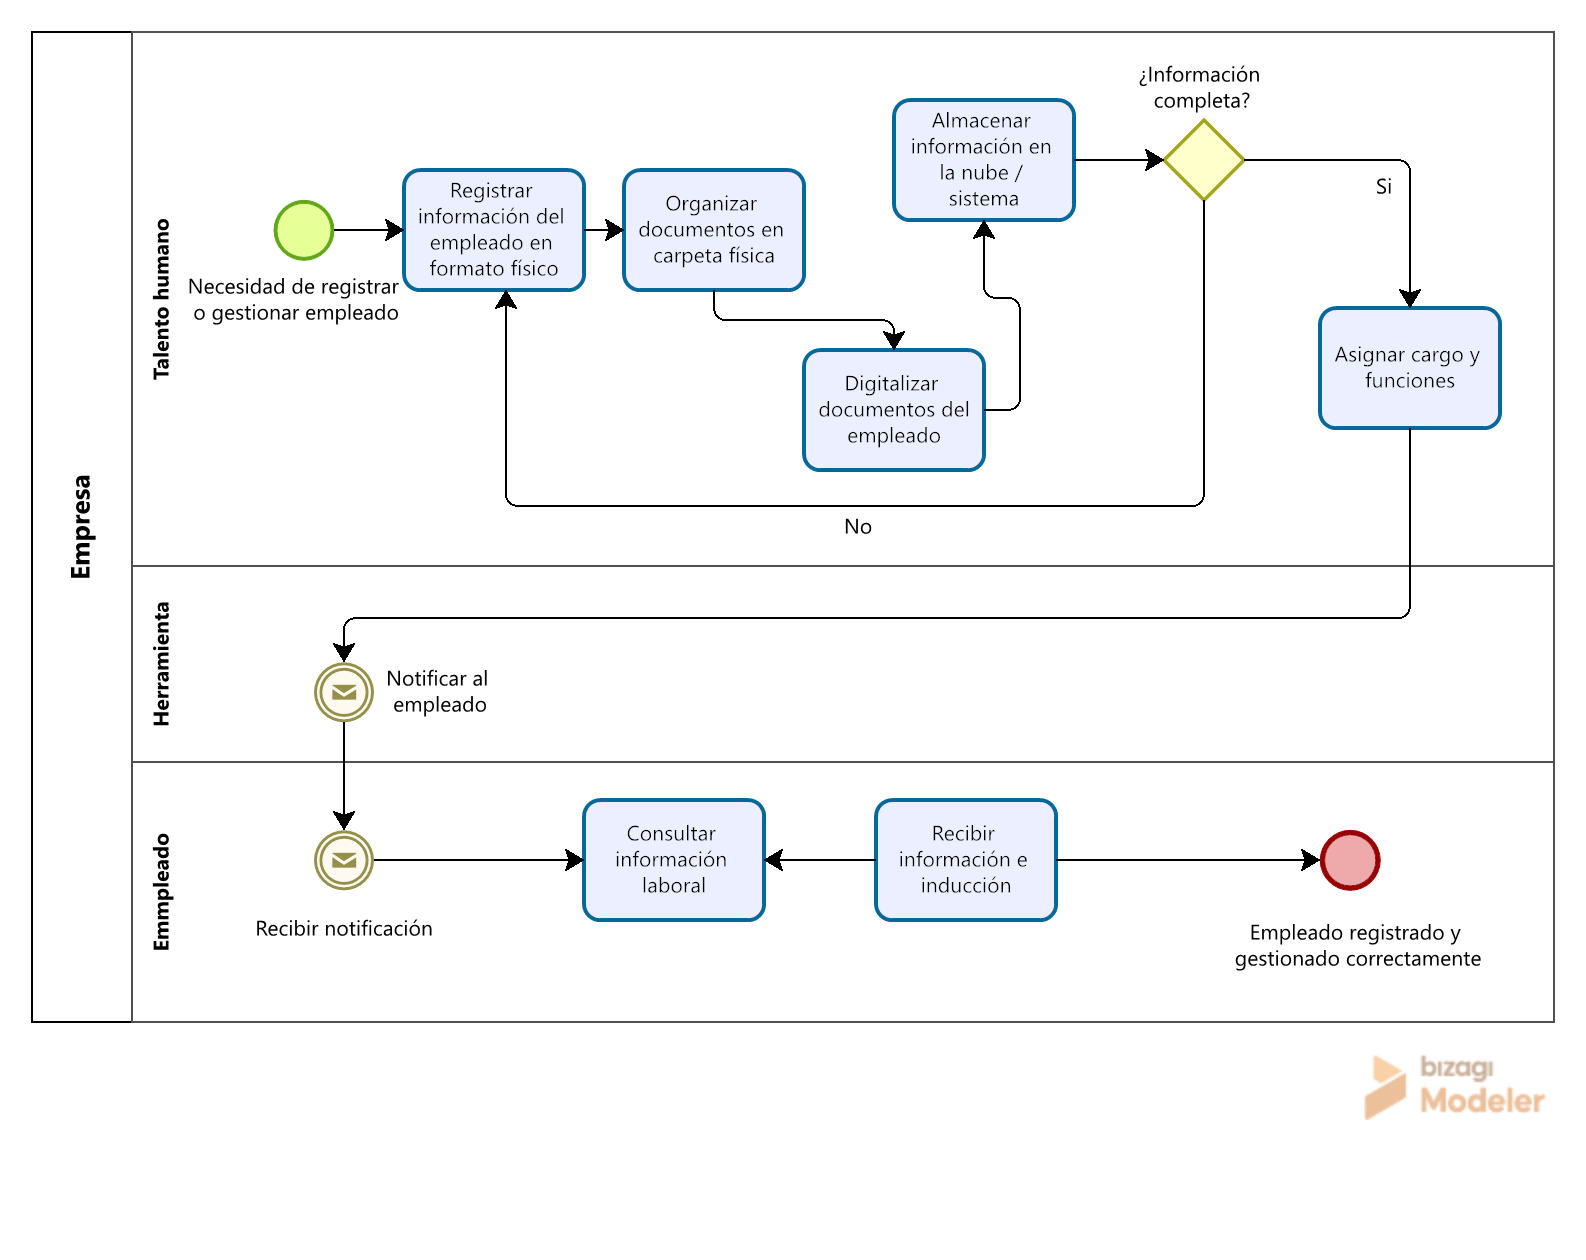 Empresa
Talento humano
Necesidad de registrar
o gestionar empleado
Registrar
información del
empleado en
formato físico
Organizar
documentos en
carpeta física
Digitalizar
documentos del
empleado
Almacenar
información en
la nube /
sistema
¿Información
completa?
Si
No
Asignar cargo y
funciones
Herramienta
Notificar al
empleado
Enmpleado
Recibir notificación
Consultar
información
laboral
Recibir
información e
inducción
Empleado registrado y
gestionado correctamente
bizagi
Modeler